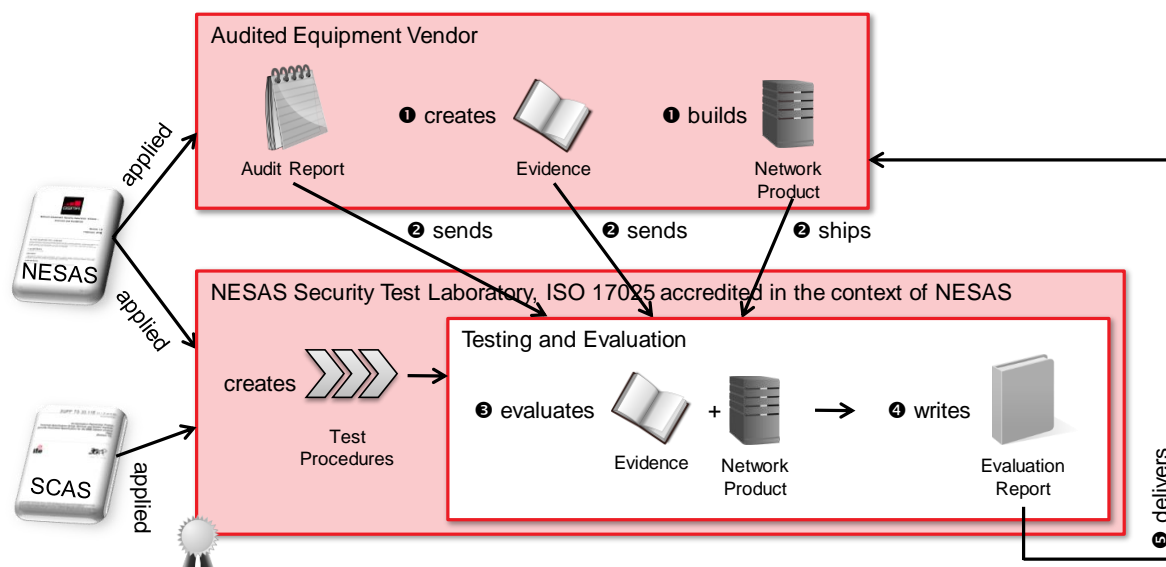 Audited Equipment Vendor
❶ creates
❶ builds
Audit Report
Evidence
Network
Product
applied
❷ sends
❷ sends
❷ ships
NESAS
applied
NESAS Security Test Laboratory, ISO 17025 accredited in the context of NESAS
Testing and Evaluation
creates
❸ evaluates
+
❹ writes
Test
Procedures
Evidence
Network
Product
Evaluation
Report
SCAS
applied
❺ delivers